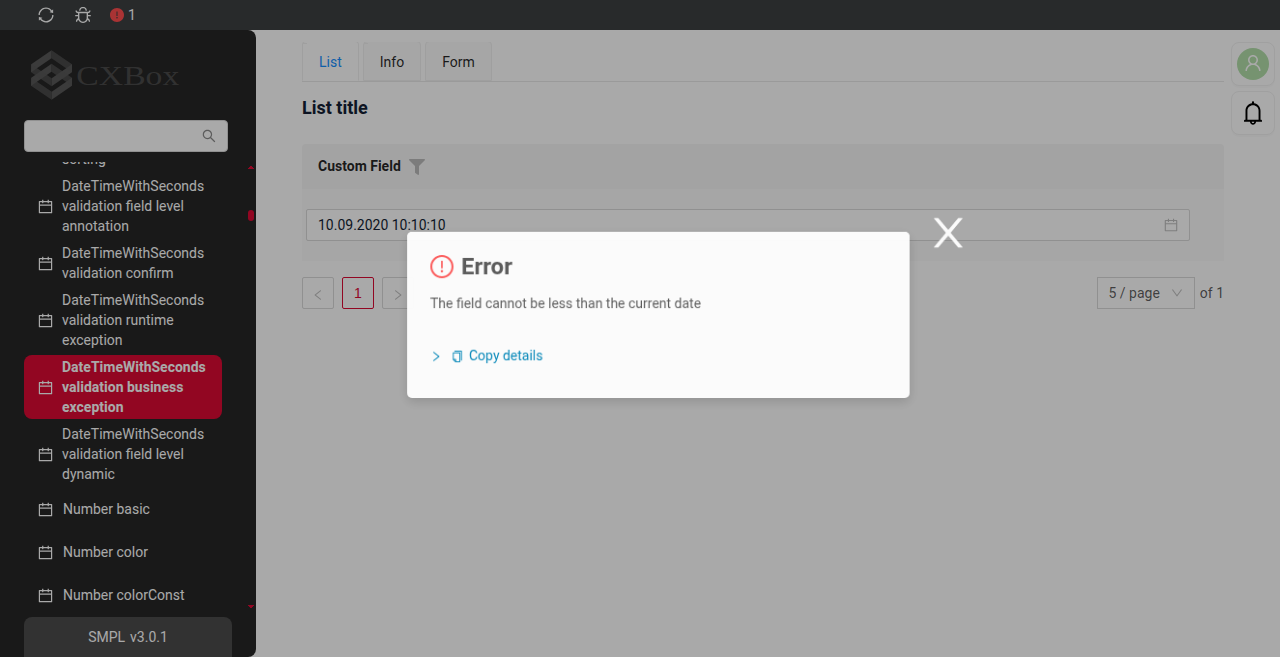 1
CXBox
List
Info
Form
List title
Custom Field
10.09.2020 10:10:10
1
5 / page
of 1
Error
The field cannot be less than the current date
Copy details
sorting
DateTimeWithSeconds
validation field level
annotation
DateTimeWithSeconds
validation confirm
DateTimeWithSeconds
validation runtime
exception
DateTimeWithSeconds
validation business
exception
DateTimeWithSeconds
validation field level
dynamic
Number basic
Number color
Number colorConst
SMPL v3.0.1